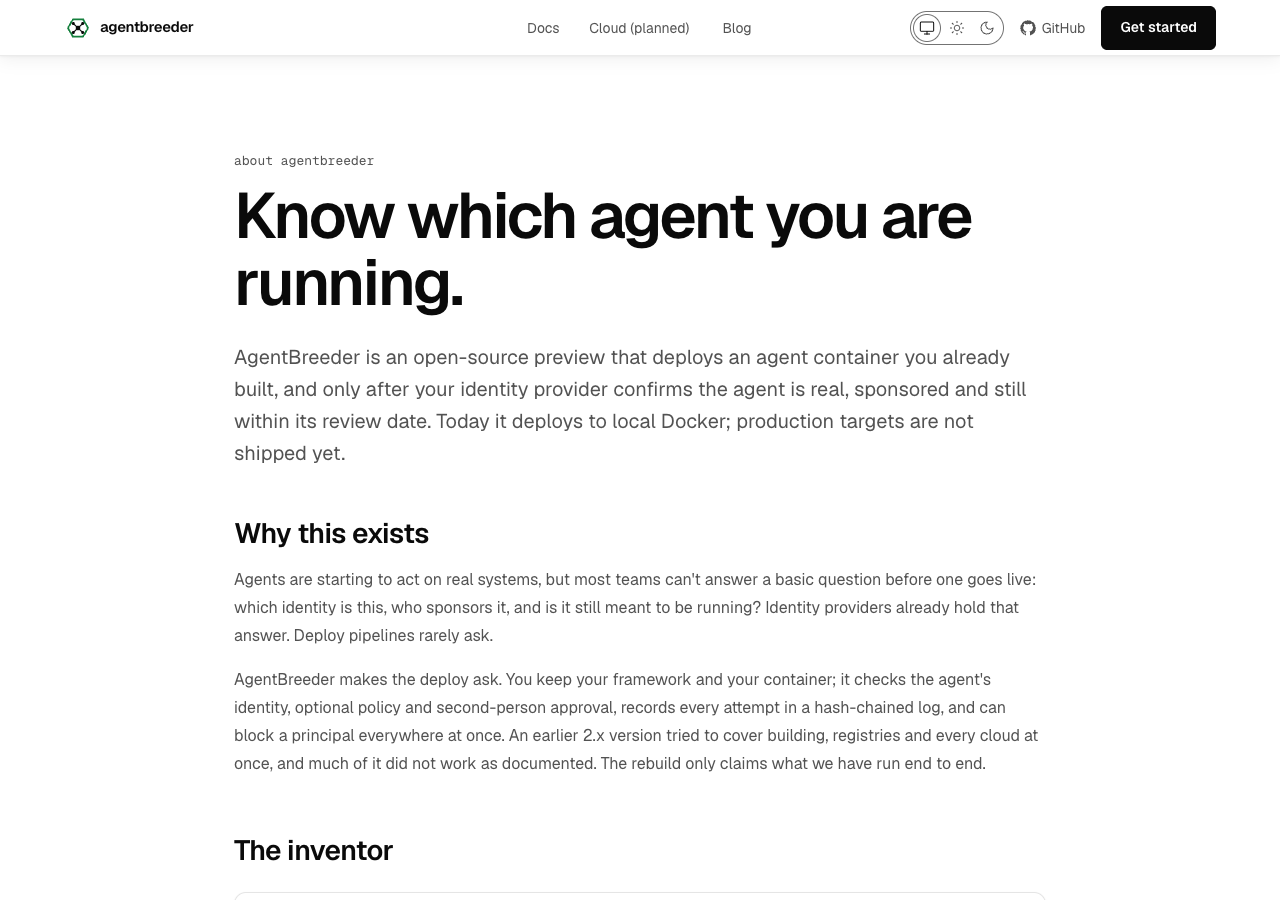 agentbreeder
Docs
Cloud (planned)
Blog
GitHub
Get started
about agentbreeder
Know which agent you are
running.
AgentBreeder is an open-source preview that deploys an agent container you already
built, and only after your identity provider confirms the agent is real, sponsored and still
within its review date. Today it deploys to local Docker; production targets are not
shipped yet.
Why this exists
Agents are starting to act on real systems, but most teams can't answer a basic question before one goes live:
which identity is this, who sponsors it, and is it still meant to be running? Identity providers already hold that
answer. Deploy pipelines rarely ask.
AgentBreeder makes the deploy ask. You keep your framework and your container; it checks the agent's
identity, optional policy and second-person approval, records every attempt in a hash-chained log, and can
block a principal everywhere at once. An earlier 2.x version tried to cover building, registries and every cloud at
once, and much of it did not work as documented. The rebuild only claims what we have run end to end.
The inventor